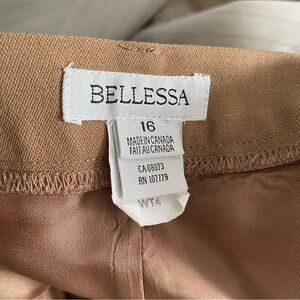 BELLESSA
16
MADE IN CANADA
FAIT AU CANADA
CA 08073
RN 107779
WT4